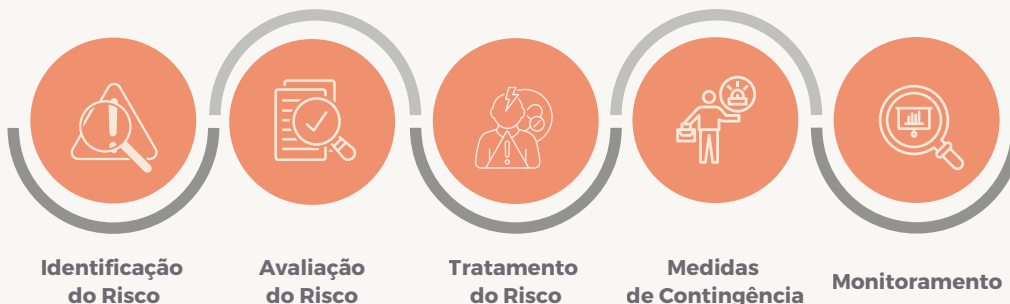 Identificação
do Risco
Avaliação
do Risco
Tratamento
do Risco
Medidas
de Contingência
Monitoramento